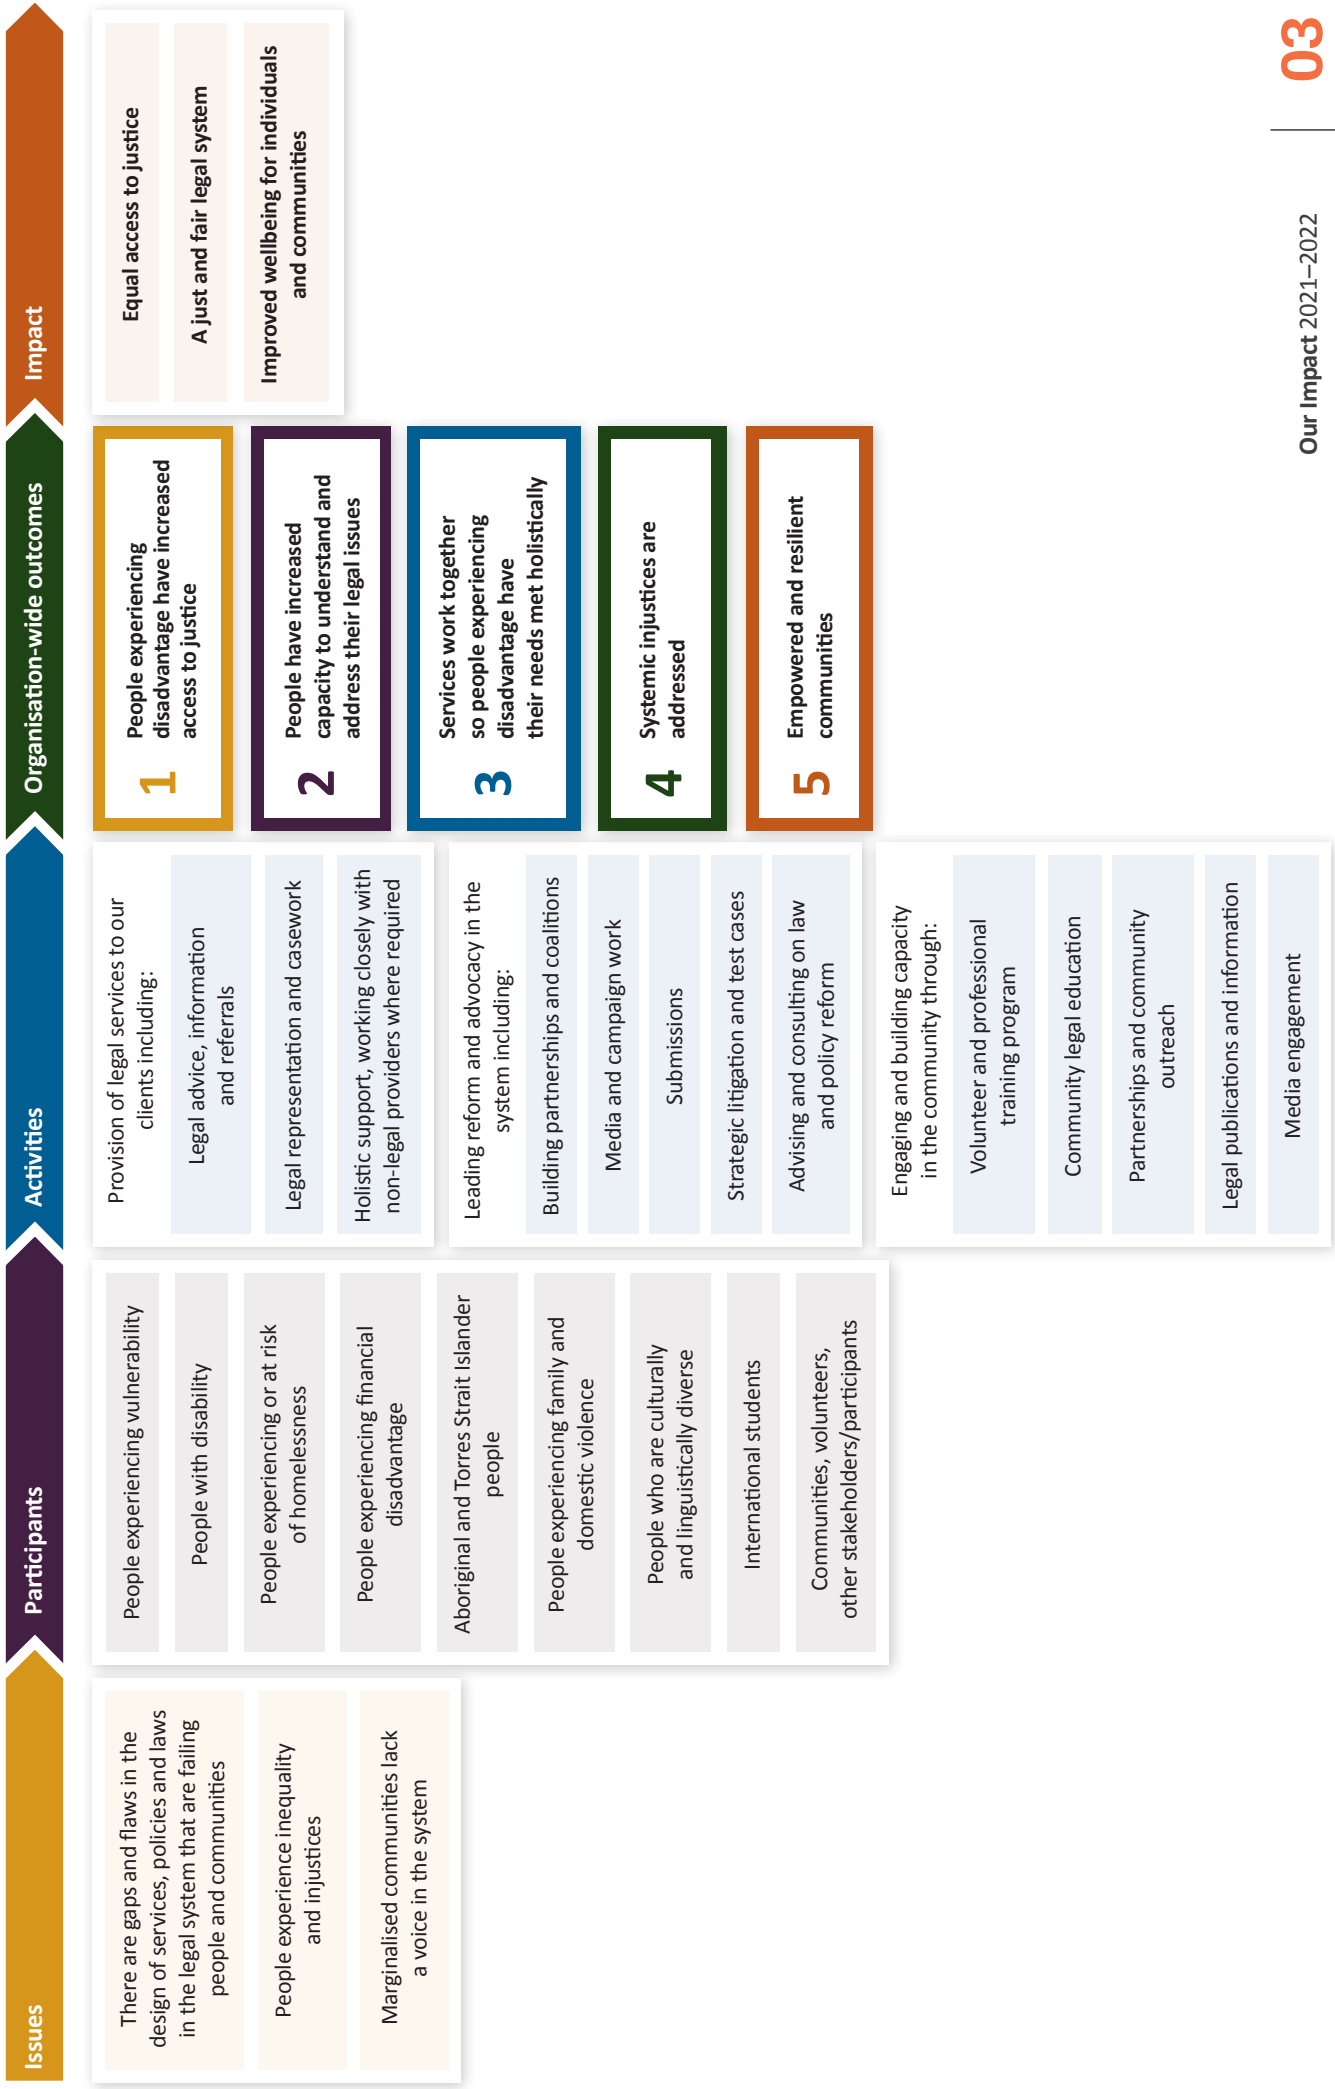 Issues
There are gaps and flaws in the
design of services, policies and laws
in the legal system that are failing
people and communities
People experience inequality
and injustices
Marginalised communities lack
a voice in the system
Participants
People experiencing vulnerability
People with disability
People experiencing or at risk
of homelessness
People experiencing financial
disadvantage
Aboriginal and Torres Strait Islander
people
People experiencing family and
domestic violence
People who are culturally
and linguistically diverse
International students
Communities, volunteers,
other stakeholders/participants
Activities
Provision of legal services to our
clients including:
Legal advice, information
and referrals
Legal representation and casework
Holistic support, working closely with
non-legal providers where required
Leading reform and advocacy in the
system including:
Building partnerships and coalitions
Media and campaign work
Submissions
Strategic litigation and test cases
Advising and consulting on law
and policy reform
Engaging and building capacity
in the community through:
Volunteer and professional
training program
Community legal education
Partnerships and community
outreach
Legal publications and information
Media engagement
Organisation-wide outcomes
1
People experiencing
disadvantage have increased
access to justice
2
People have increased
capacity to understand and
address their legal issues
3
Services work together
so people experiencing
disadvantage have
their needs met holistically
4
Systemic injustices are
addressed
5
Empowered and resilient
communities
Impact
Equal access to justice
A just and fair legal system
Improved wellbeing for individuals
and communities
Our Impact 2021–2022
03